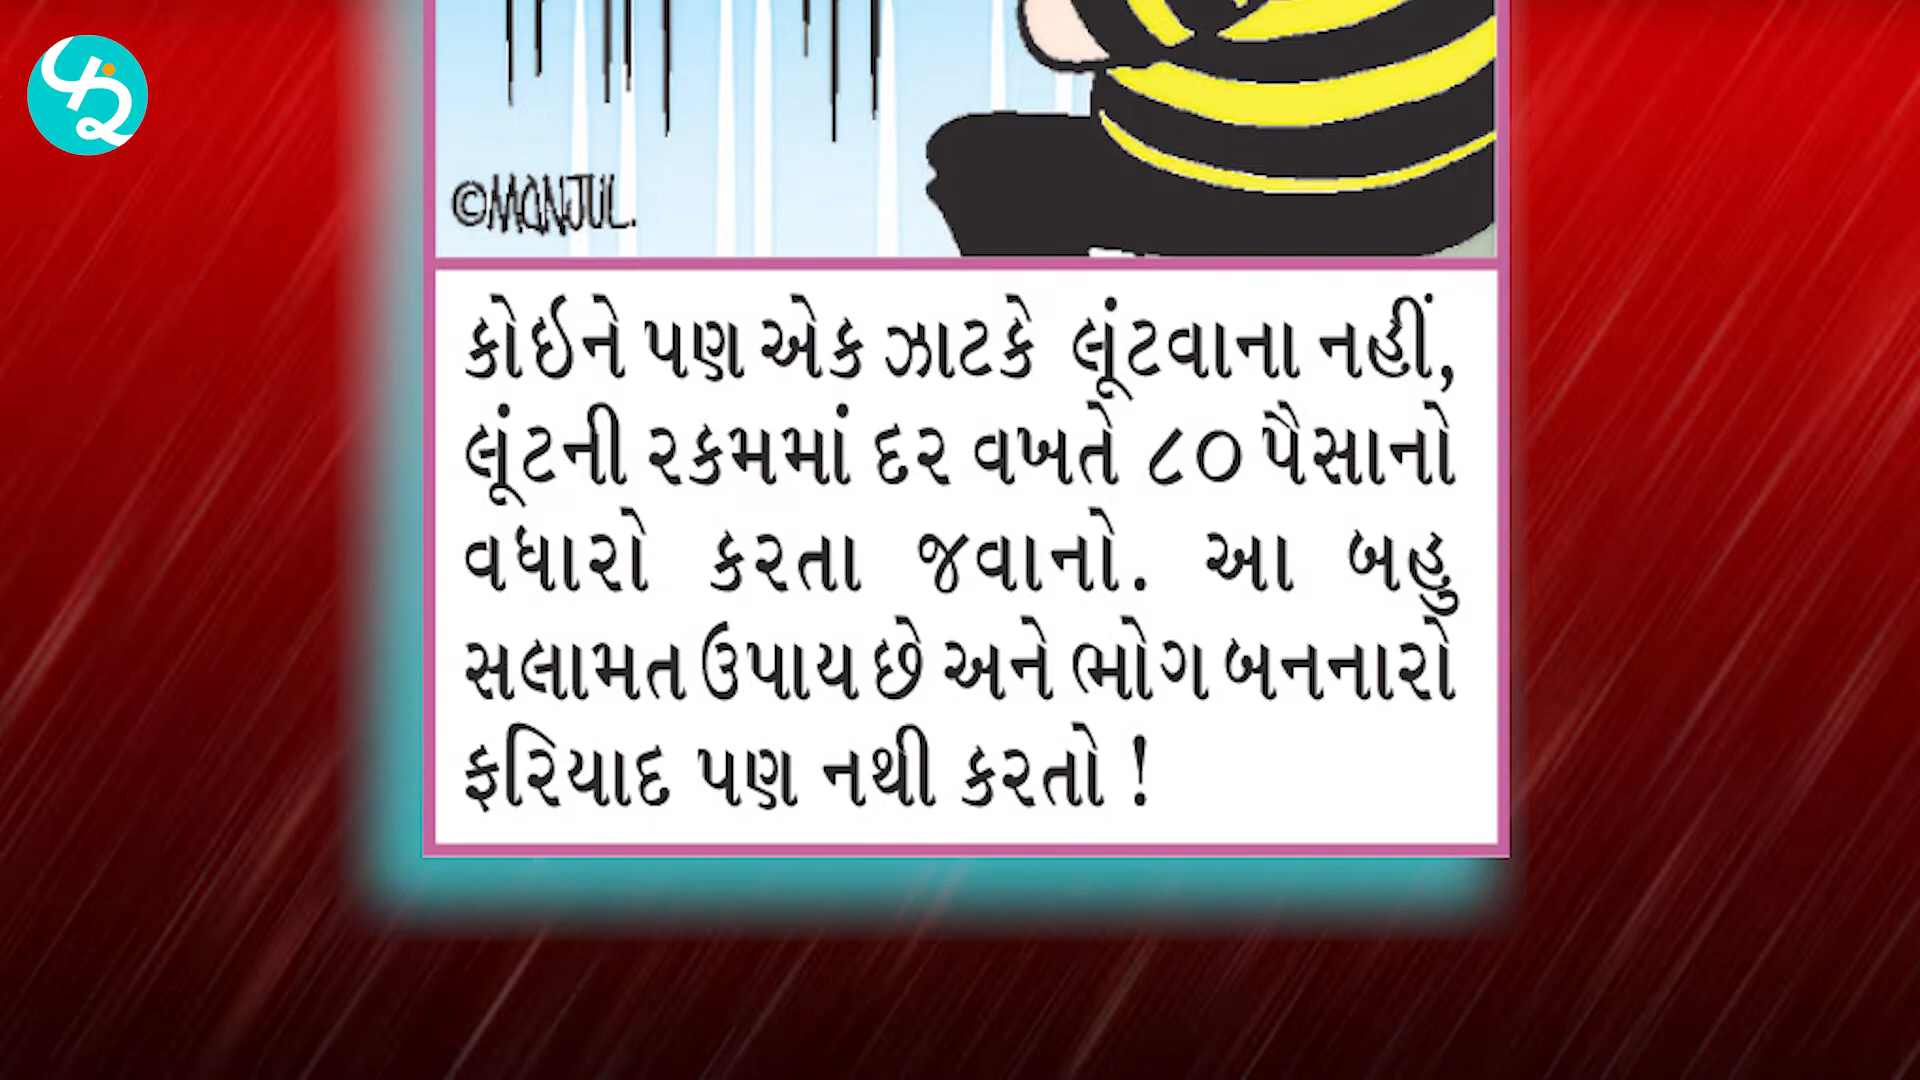 ©MANJUL.
કોઈને પણ એક ઝાટકે લૂંટવાના નહીં,
લૂંટની રકમમાં દર વખતે ૮૦ પૈસાનો
વધારો કરતા જવાનો. આ બહુ
સલામત ઉપાય છે અને ભોગ બનનારો
ફરિયાદ પણ નથી કરતો !